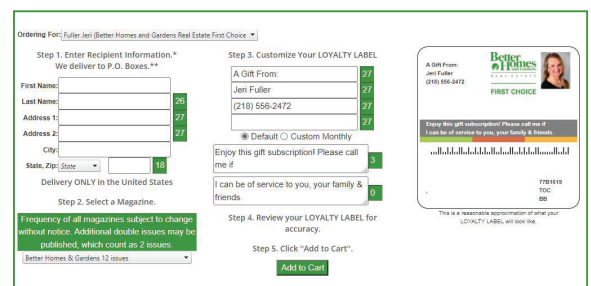 Ordering For: Fuller Jeri (Better Homes and Gardens Real Estate First Choice
Step 1. Enter Recipient Information.*
We deliver to P.O. Boxes.**
First Name:
Last Name: 26
Address 1: 27
Address 2: 27
City:
State, Zip: State 18
Delivery ONLY in the United States
Step 2. Select a Magazine.
Frequency of all magazines subject to change
without notice. Additional double issues may be
published, which count as 2 issues.
Better Homes & Gardens 12 issues
Step 3. Customize Your LOYALTY LABEL
A Gift From: 27
Jeri Fuller 27
(218) 556-2472 27
27
Default Custom Monthly
Enjoy this gift subscription! Please call
me if 3
I can be of service to you, your family &
friends. 0
Step 4. Review your LOYALTY LABEL for
accuracy.
Step 5. Click "Add to Cart".
Add to Cart
A Gift From:
Jeri Fuller
(218) 556-2472
Better
Homes
and Gardens
REAL ESTATE
FIRST CHOICE
Enjoy this gift subscription! Please call me if
I can be of service to you, your family & friends.
77B1619
, TOC
BB
This is a reasonable approximation of what your
LOYALTY LABEL will look like.